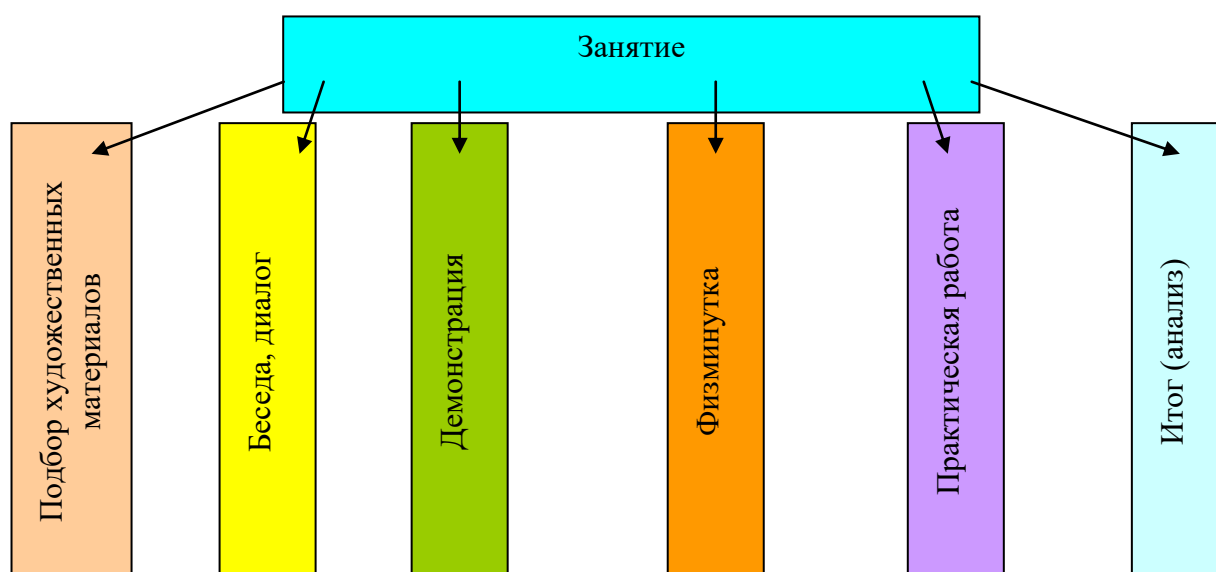 Занятие
Подбор художественных
материалов
Беседа, диалог
Демонстрация
Физминутка
Практическая работа
Итог (анализ)